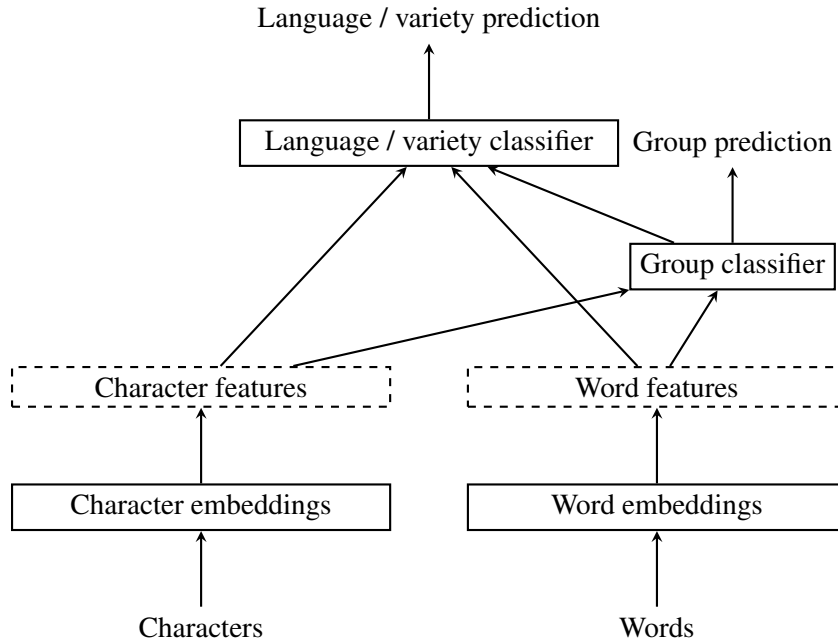 Language / variety prediction
Language / variety classifier
Group prediction
Group classifier
Character features
Word features
Character embeddings
Word embeddings
Characters
Words